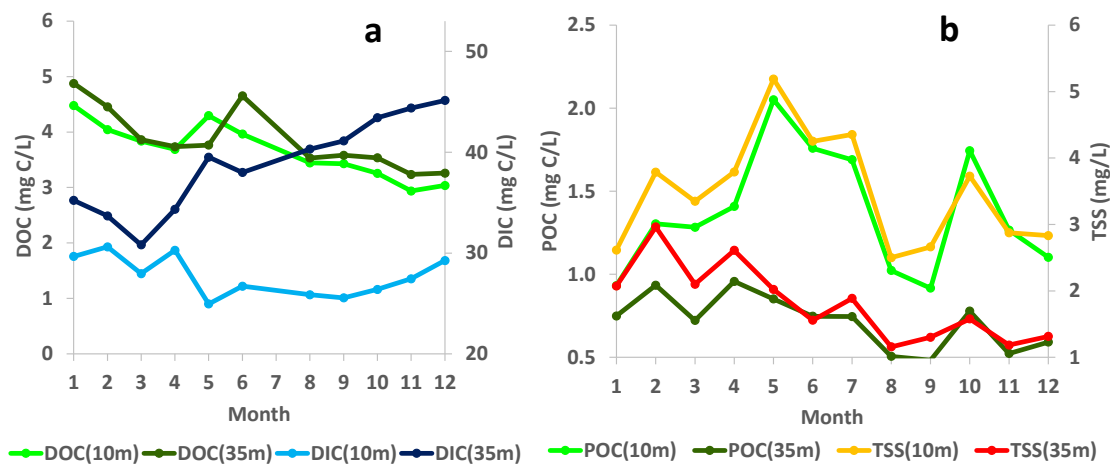 a
6
5
4
3
2
1
0
DOC (mg C/L)
50
40
30
20
DIC (mg C/L)
1 2 3 4 5 6 7 8 9 10 11 12
Month
DOC(10m) DOC(35m) DIC(10m) DIC(35m)
b
2.5
2.0
1.5
1.0
0.5
POC (mg C/L)
6
5
4
3
2
1
TSS (mg/L)
1 2 3 4 5 6 7 8 9 10 11 12
Month
POC(10m) POC(35m) TSS(10m) TSS(35m)